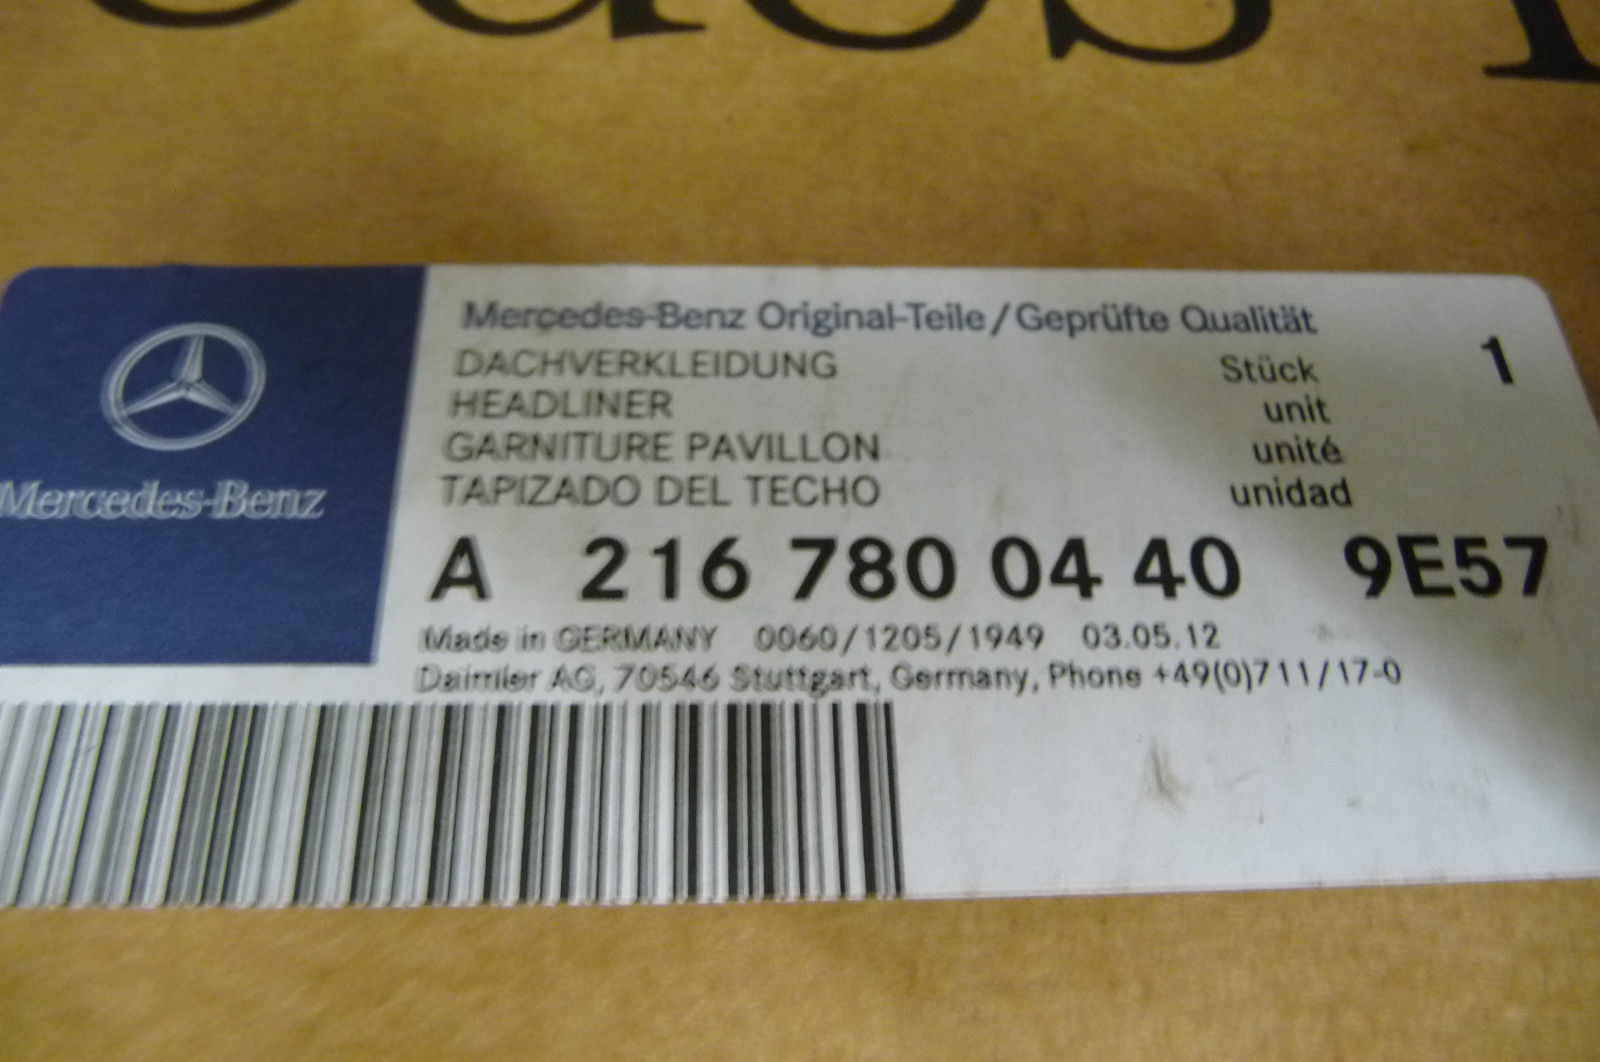 Mercedes-Benz
Mercedes-Benz Original-Teile/Geprüfte Qualität
DACHVERKLEIDUNG Stück 1
HEADLINER unit
GARNITURE PAVILLON unité
TAPIZADO DEL TECHO unidad
A 216 780 04 40 9E57
Made in GERMANY 0060/1205/1949 03.05.12
Daimler AG, 70546 Stuttgart, Germany, Phone +49(0)711/17-0